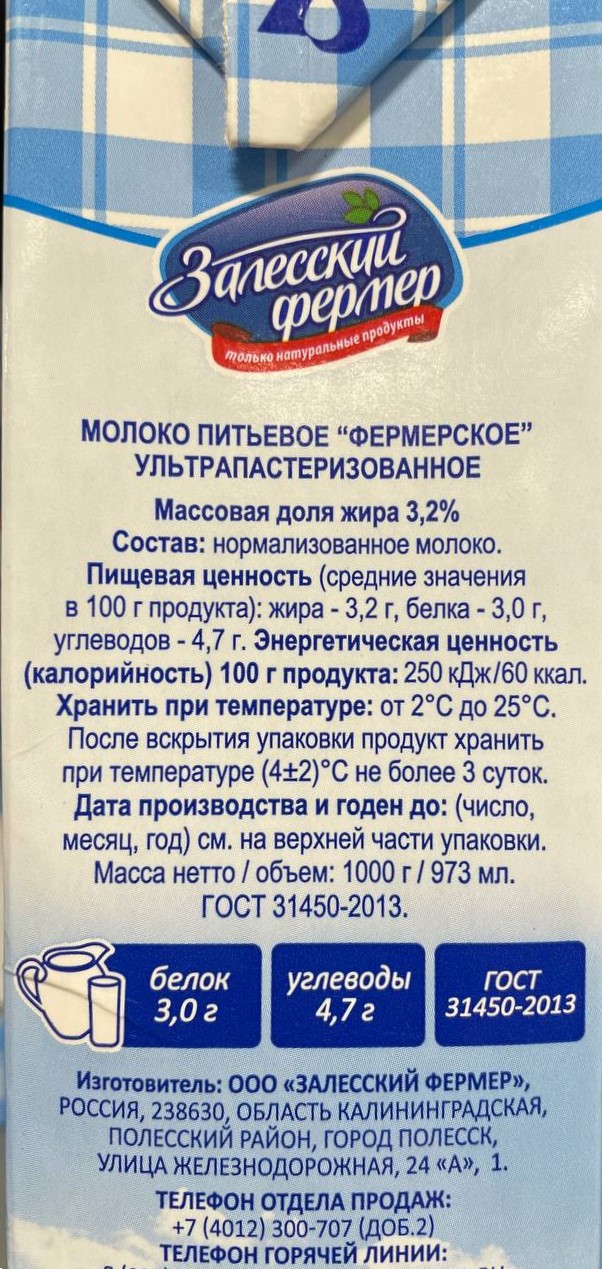 Залесский
фермер
только натуральные продукты
МОЛОКО ПИТЬЕВОЕ “ФЕРМЕРСКОЕ”
УЛЬТРАПАСТЕРИЗОВАННОЕ
Массовая доля жира 3,2%
Состав: нормализованное молоко.
Пищевая ценность (средние значения
в 100 г продукта): жира - 3,2 г, белка - 3,0 г,
углеводов - 4,7 г. Энергетическая ценность
(калорийность) 100 г продукта: 250 кДж/60 ккал.
Хранить при температуре: от 2°С до 25°С.
После вскрытия упаковки продукт хранить
при температуре (4±2)°С не более 3 суток.
Дата производства и годен до: (число,
месяц, год) см. на верхней части упаковки.
Масса нетто / объем: 1000 г / 973 мл.
ГОСТ 31450-2013.
белок
3,0 г
углеводы
4,7 г
ГОСТ
31450-2013
Изготовитель: ООО «ЗАЛЕССКИЙ ФЕРМЕР»,
РОССИЯ, 238630, ОБЛАСТЬ КАЛИНИНГРАДСКАЯ,
ПОЛЕССКИЙ РАЙОН, ГОРОД ПОЛЕССК,
УЛИЦА ЖЕЛЕЗНОДОРОЖНАЯ, 24 «А», 1.
ТЕЛЕФОН ОТДЕЛА ПРОДАЖ:
+7 (4012) 300-707 (ДОБ.2)
ТЕЛЕФОН ГОРЯЧЕЙ ЛИНИИ: